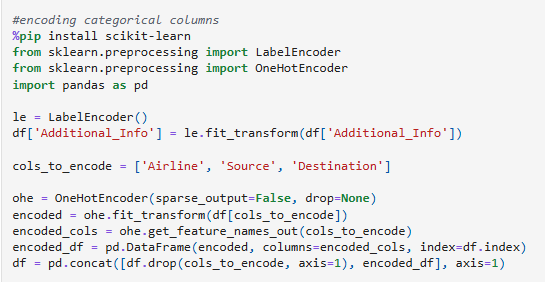 #encoding categorical columns
%pip install scikit-learn
from sklearn.preprocessing import LabelEncoder
from sklearn.preprocessing import OneHotEncoder
import pandas as pd
le = LabelEncoder()
df['Additional_Info'] = le.fit_transform(df['Additional_Info'])
cols_to_encode = ['Airline', 'Source', 'Destination']
ohe = OneHotEncoder(sparse_output=False, drop=None)
encoded = ohe.fit_transform(df[cols_to_encode])
encoded_cols = ohe.get_feature_names_out(cols_to_encode)
encoded_df = pd.DataFrame(encoded, columns=encoded_cols, index=df.index)
df = pd.concat([df.drop(cols_to_encode, axis=1), encoded_df], axis=1)